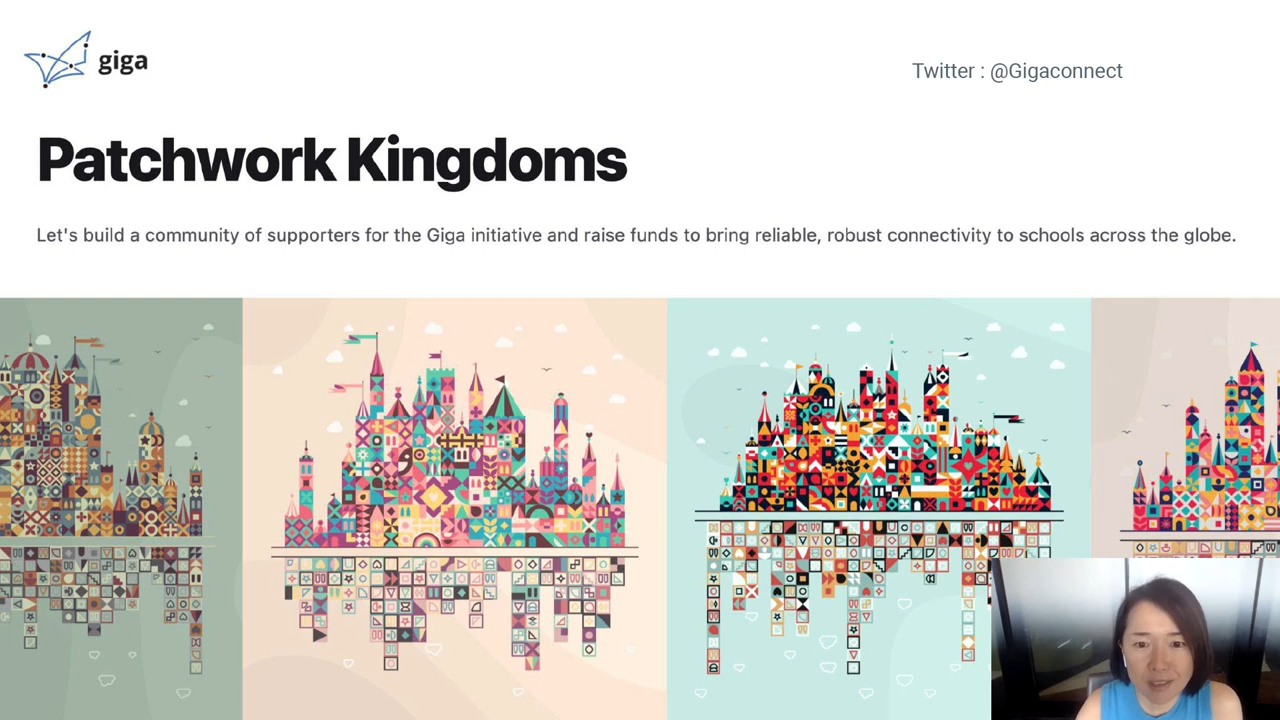 giga
Twitter : @Gigaconnect
Patchwork Kingdoms
Let's build a community of supporters for the Giga initiative and raise funds to bring reliable, robust connectivity to schools across the globe.